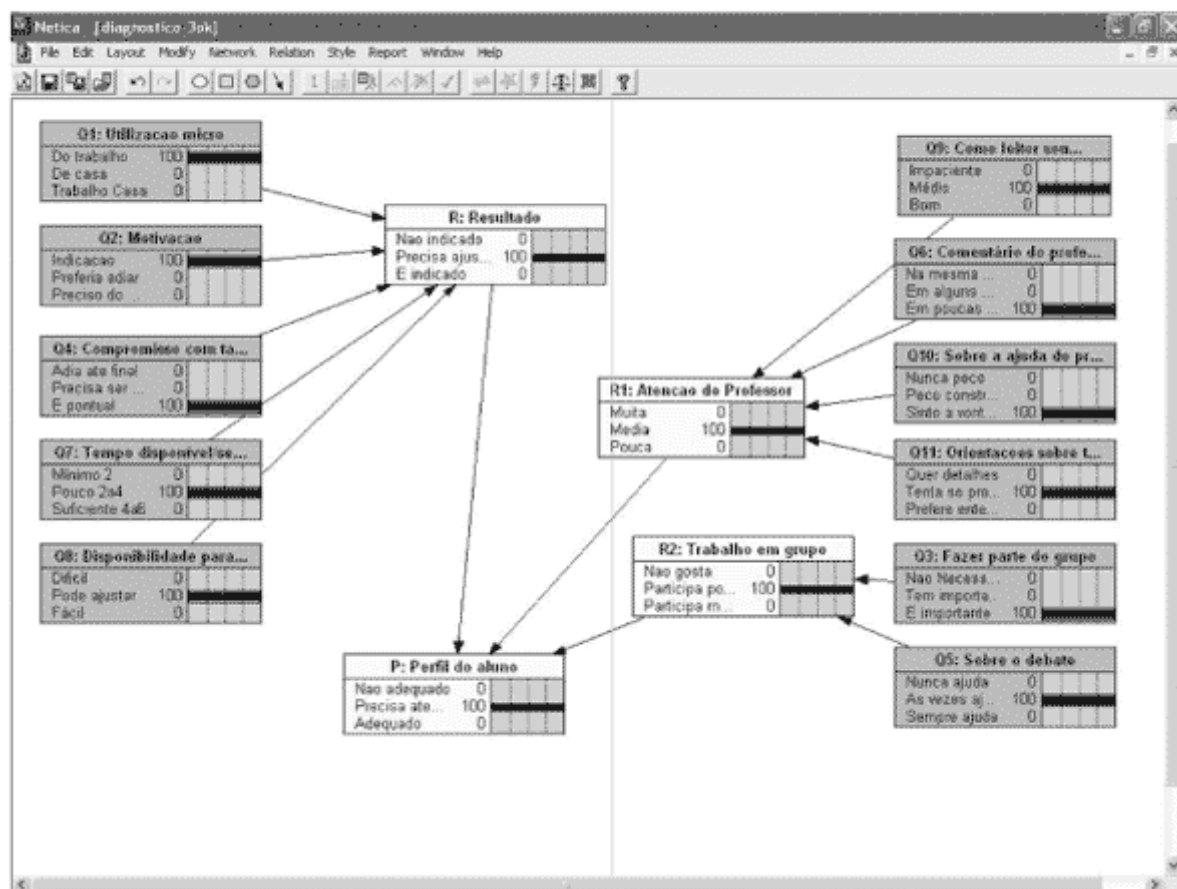 Netica - [diagnostico 3ok]
File Edit Layout Modify Network Relation Style Report Window Help
Q1: Utilizacao micro
Do trabalho 100
De casa 0
Trabalho Casa 0
Q2: Motivacao
Indicacao 100
Preferia adiar 0
Preciso do ... 0
Q4: Compromisso com ta...
Adia ate final 0
Precisa ser ... 0
E pontual 100
Q7: Tempo disponivel/se...
Minimo 2 0
Pouco 2a4 100
Suficiente 4a6 0
Q8: Disponibilidade para...
Dificil 0
Pode ajustar 100
Fácil 0
R: Resultado
Nao indicado 0
Precisa ajus... 100
E indicado 0
P: Perfil do aluno
Nao adequado 0
Precisa ate... 100
Adequado 0
R1: Atencao do Professor
Muita 0
Media 100
Pouca 0
R2: Trabalho em grupo
Nao gosta 0
Participa po... 100
Participa m... 0
Q9: Como leitor sou...
Impaciente 0
Médio 100
Bom 0
Q6: Comentário do profe...
Na mesma ... 0
Em alguns ... 0
Em poucas ... 100
Q10: Sobre a ajuda do pr...
Nunca peco 0
Peco constr... 0
Sinto a vont... 100
Q11: Orientacoes sobre t...
Quer detalhes 0
Tenta se pro... 100
Prefere ente... 0
Q3: Fazer parte do grupo
Nao Necess... 0
Tem importa... 0
E importante 100
Q5: Sobre o debate
Nunca ajuda 0
As vezes aj... 100
Sempre ajuda 0